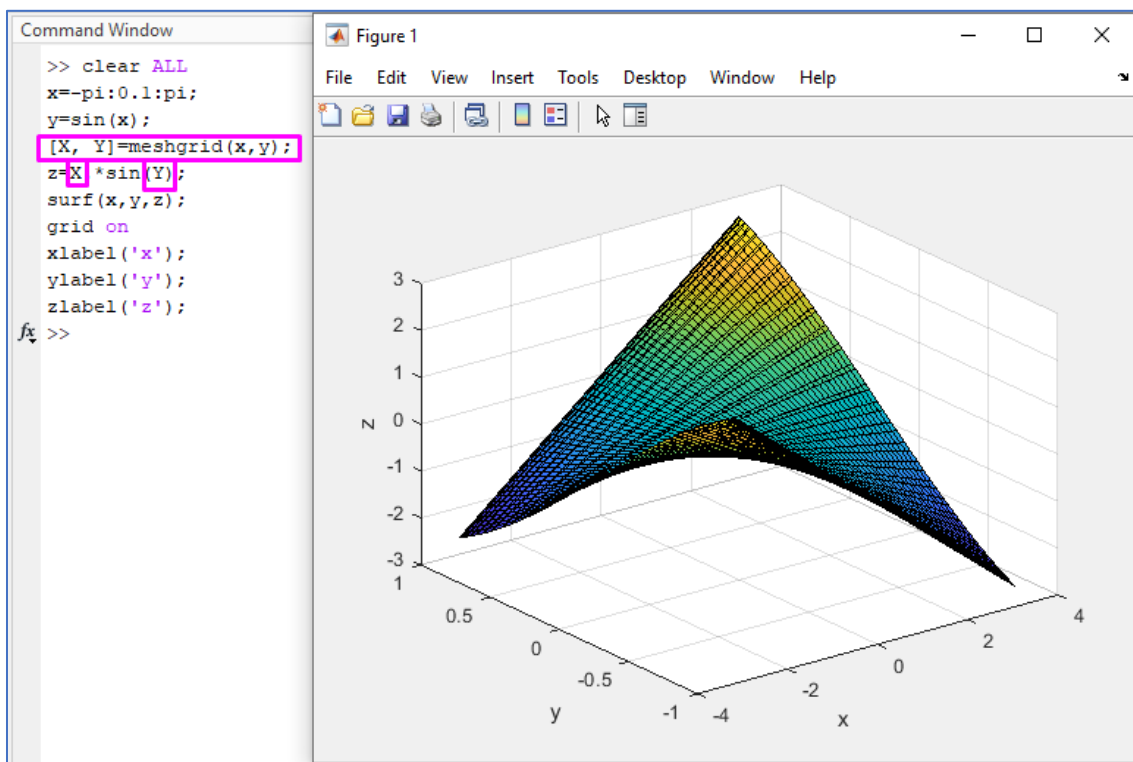 Command Window
>> clear ALL
x=-pi:0.1:pi;
y=sin(x);
[X, Y]=meshgrid(x,y);
z=X *sin(Y);
surf(x,y,z);
grid on
xlabel('x');
ylabel('y');
zlabel('z');
fx >>
Figure 1
File Edit View Insert Tools Desktop Window Help
3
2
1
0
-1
-2
-3
z
1
0.5
0
-0.5
-1
y
-4
-2
0
2
4
x